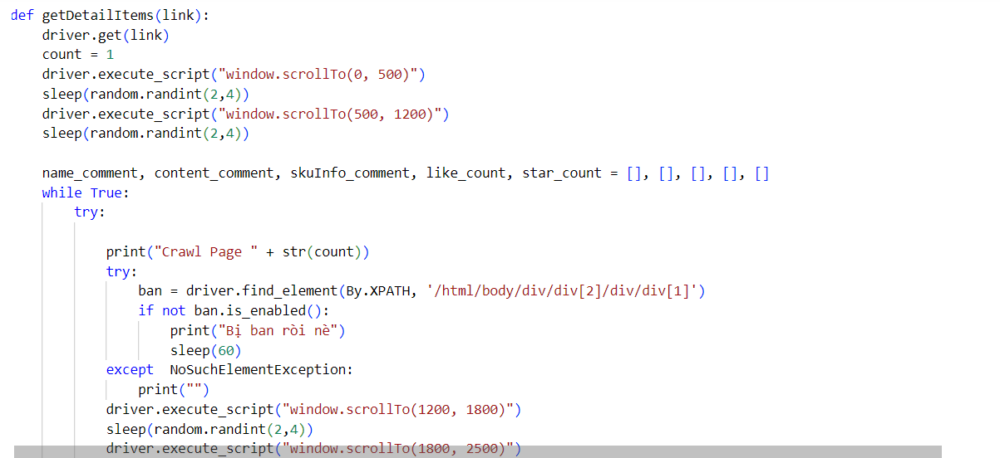 def getDetailItems(link):
    driver.get(link)
    count = 1
    driver.execute_script("window.scrollTo(0, 500)")
    sleep(random.randint(2,4))
    driver.execute_script("window.scrollTo(500, 1200)")
    sleep(random.randint(2,4))

    name_comment, content_comment, skuInfo_comment, like_count, star_count = [], [], [], [], []
    while True:
        try:

            print("Crawl Page " + str(count))
            try:
                ban = driver.find_element(By.XPATH, '/html/body/div/div[2]/div/div[1]')
                if not ban.is_enabled():
                    print("Bị ban ròi nè")
                    sleep(60)
            except  NoSuchElementException:
                print("")
            driver.execute_script("window.scrollTo(1200, 1800)")
            sleep(random.randint(2,4))
            driver.execute_script("window.scrollTo(1800, 2500)")